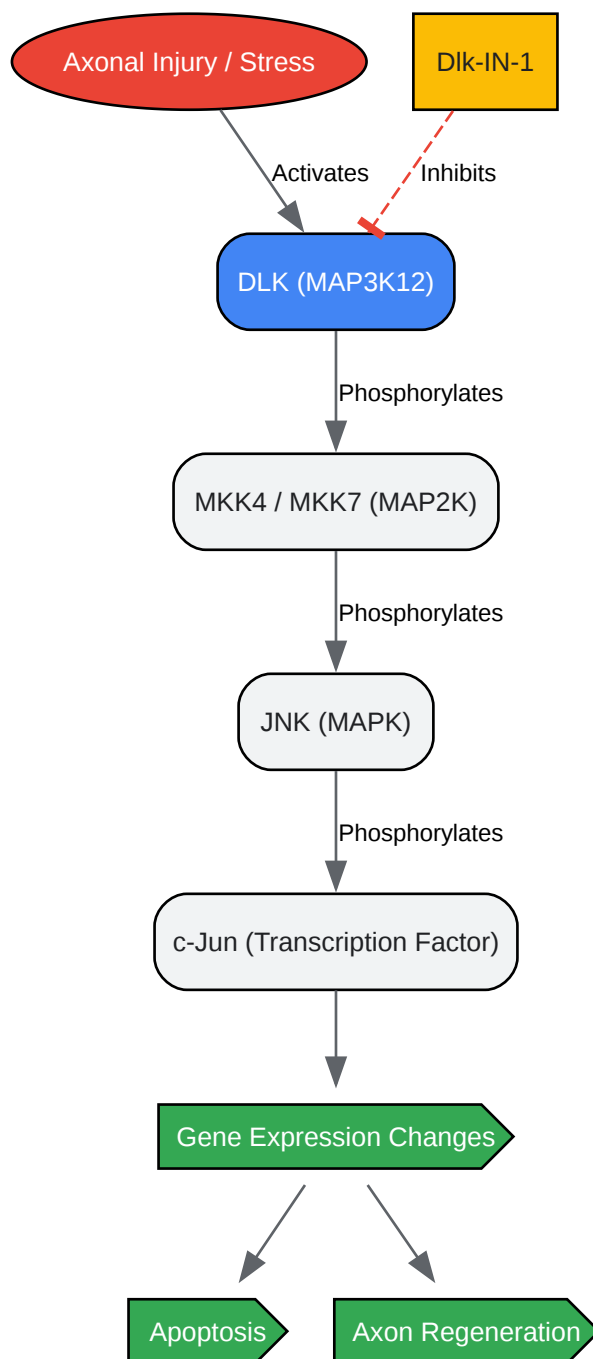 Axonal Injury / Stress
Dlk-IN-1
Activates
Inhibits
DLK (MAP3K12)
Phosphorylates
MKK4 / MKK7 (MAP2K)
Phosphorylates
JNK (MAPK)
Phosphorylates
c-Jun (Transcription Factor)
Gene Expression Changes
Apoptosis
Axon Regeneration